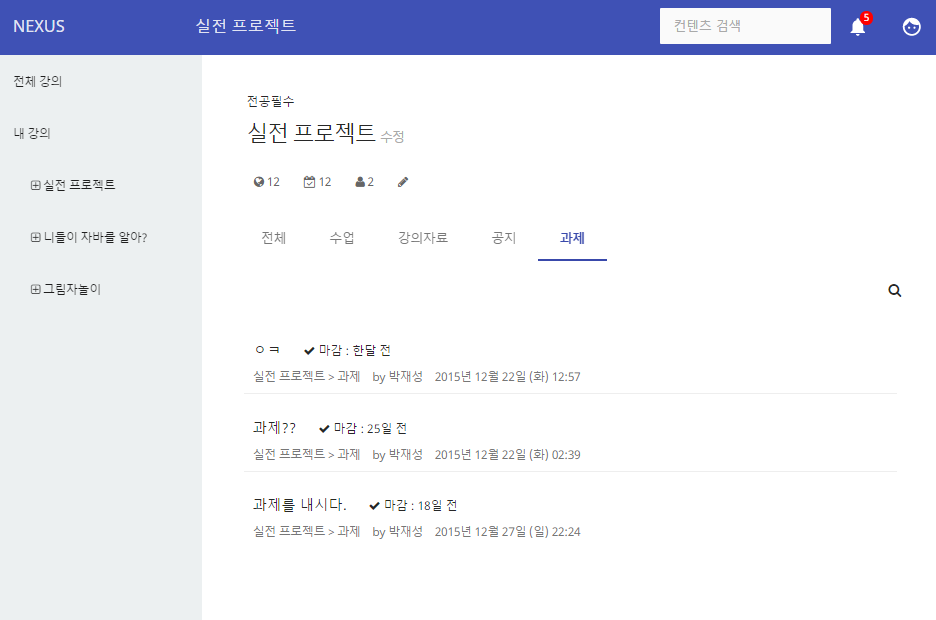 NEXUS 실전 프로젝트 컨텐츠 검색 5
전체 강의
내 강의
실전 프로젝트
니들이 자바를 알아?
그림자놀이
전공필수
실전 프로젝트 수정
12 12 2
전체 수업 강의자료 공지 과제
ㅇㅋ 마감 : 한달 전
실전 프로젝트 > 과제 by 박재성 2015년 12월 22일 (화) 12:57
과제?? 마감 : 25일 전
실전 프로젝트 > 과제 by 박재성 2015년 12월 22일 (화) 02:39
과제를 내시다. 마감 : 18일 전
실전 프로젝트 > 과제 by 박재성 2015년 12월 27일 (일) 22:24